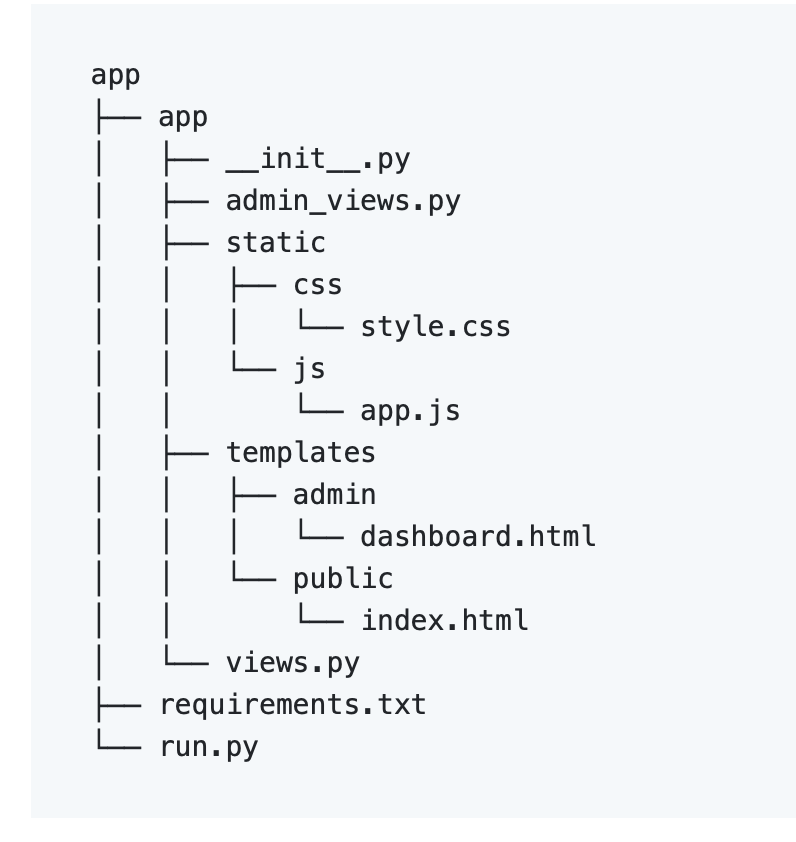 app
├── app
│   ├── __init__.py
│   ├── admin_views.py
│   ├── static
│   │   ├── css
│   │   │   └── style.css
│   │   └── js
│   │       └── app.js
│   ├── templates
│   │   ├── admin
│   │   │   └── dashboard.html
│   │   └── public
│   │       └── index.html
│   └── views.py
├── requirements.txt
└── run.py